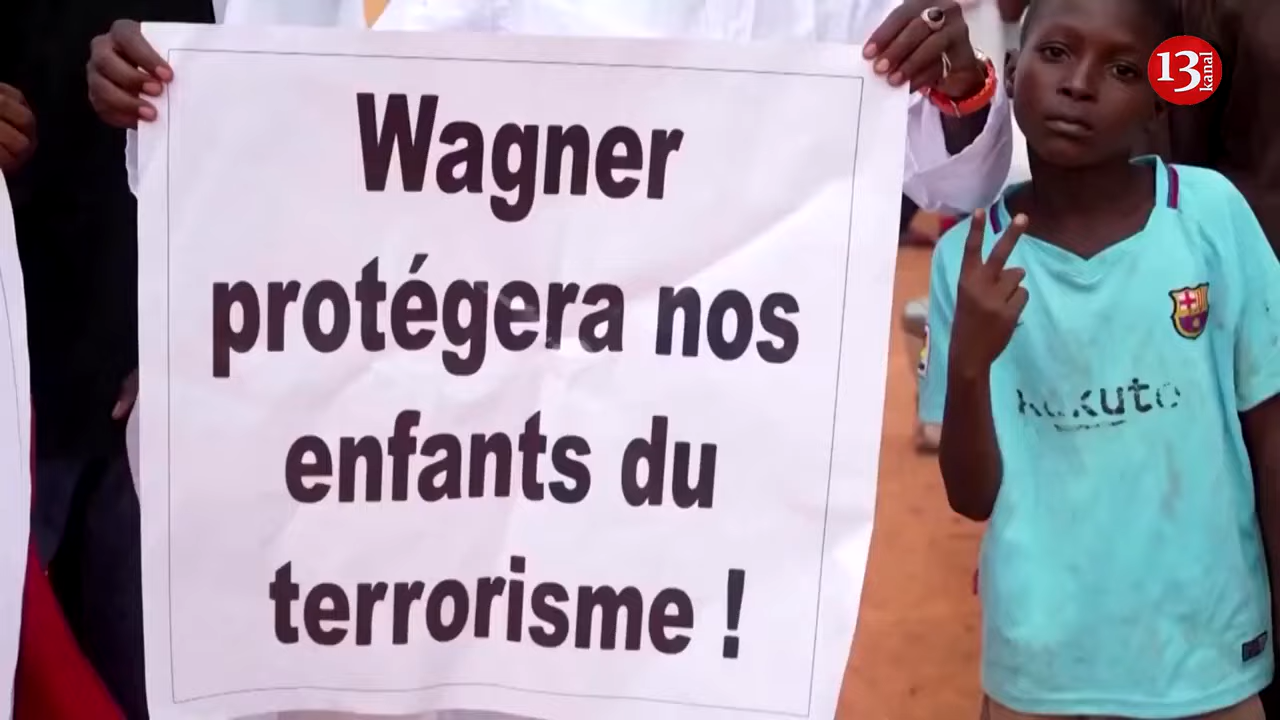 Wagner
protégera nos
enfants du
terrorisme !
13
kanal